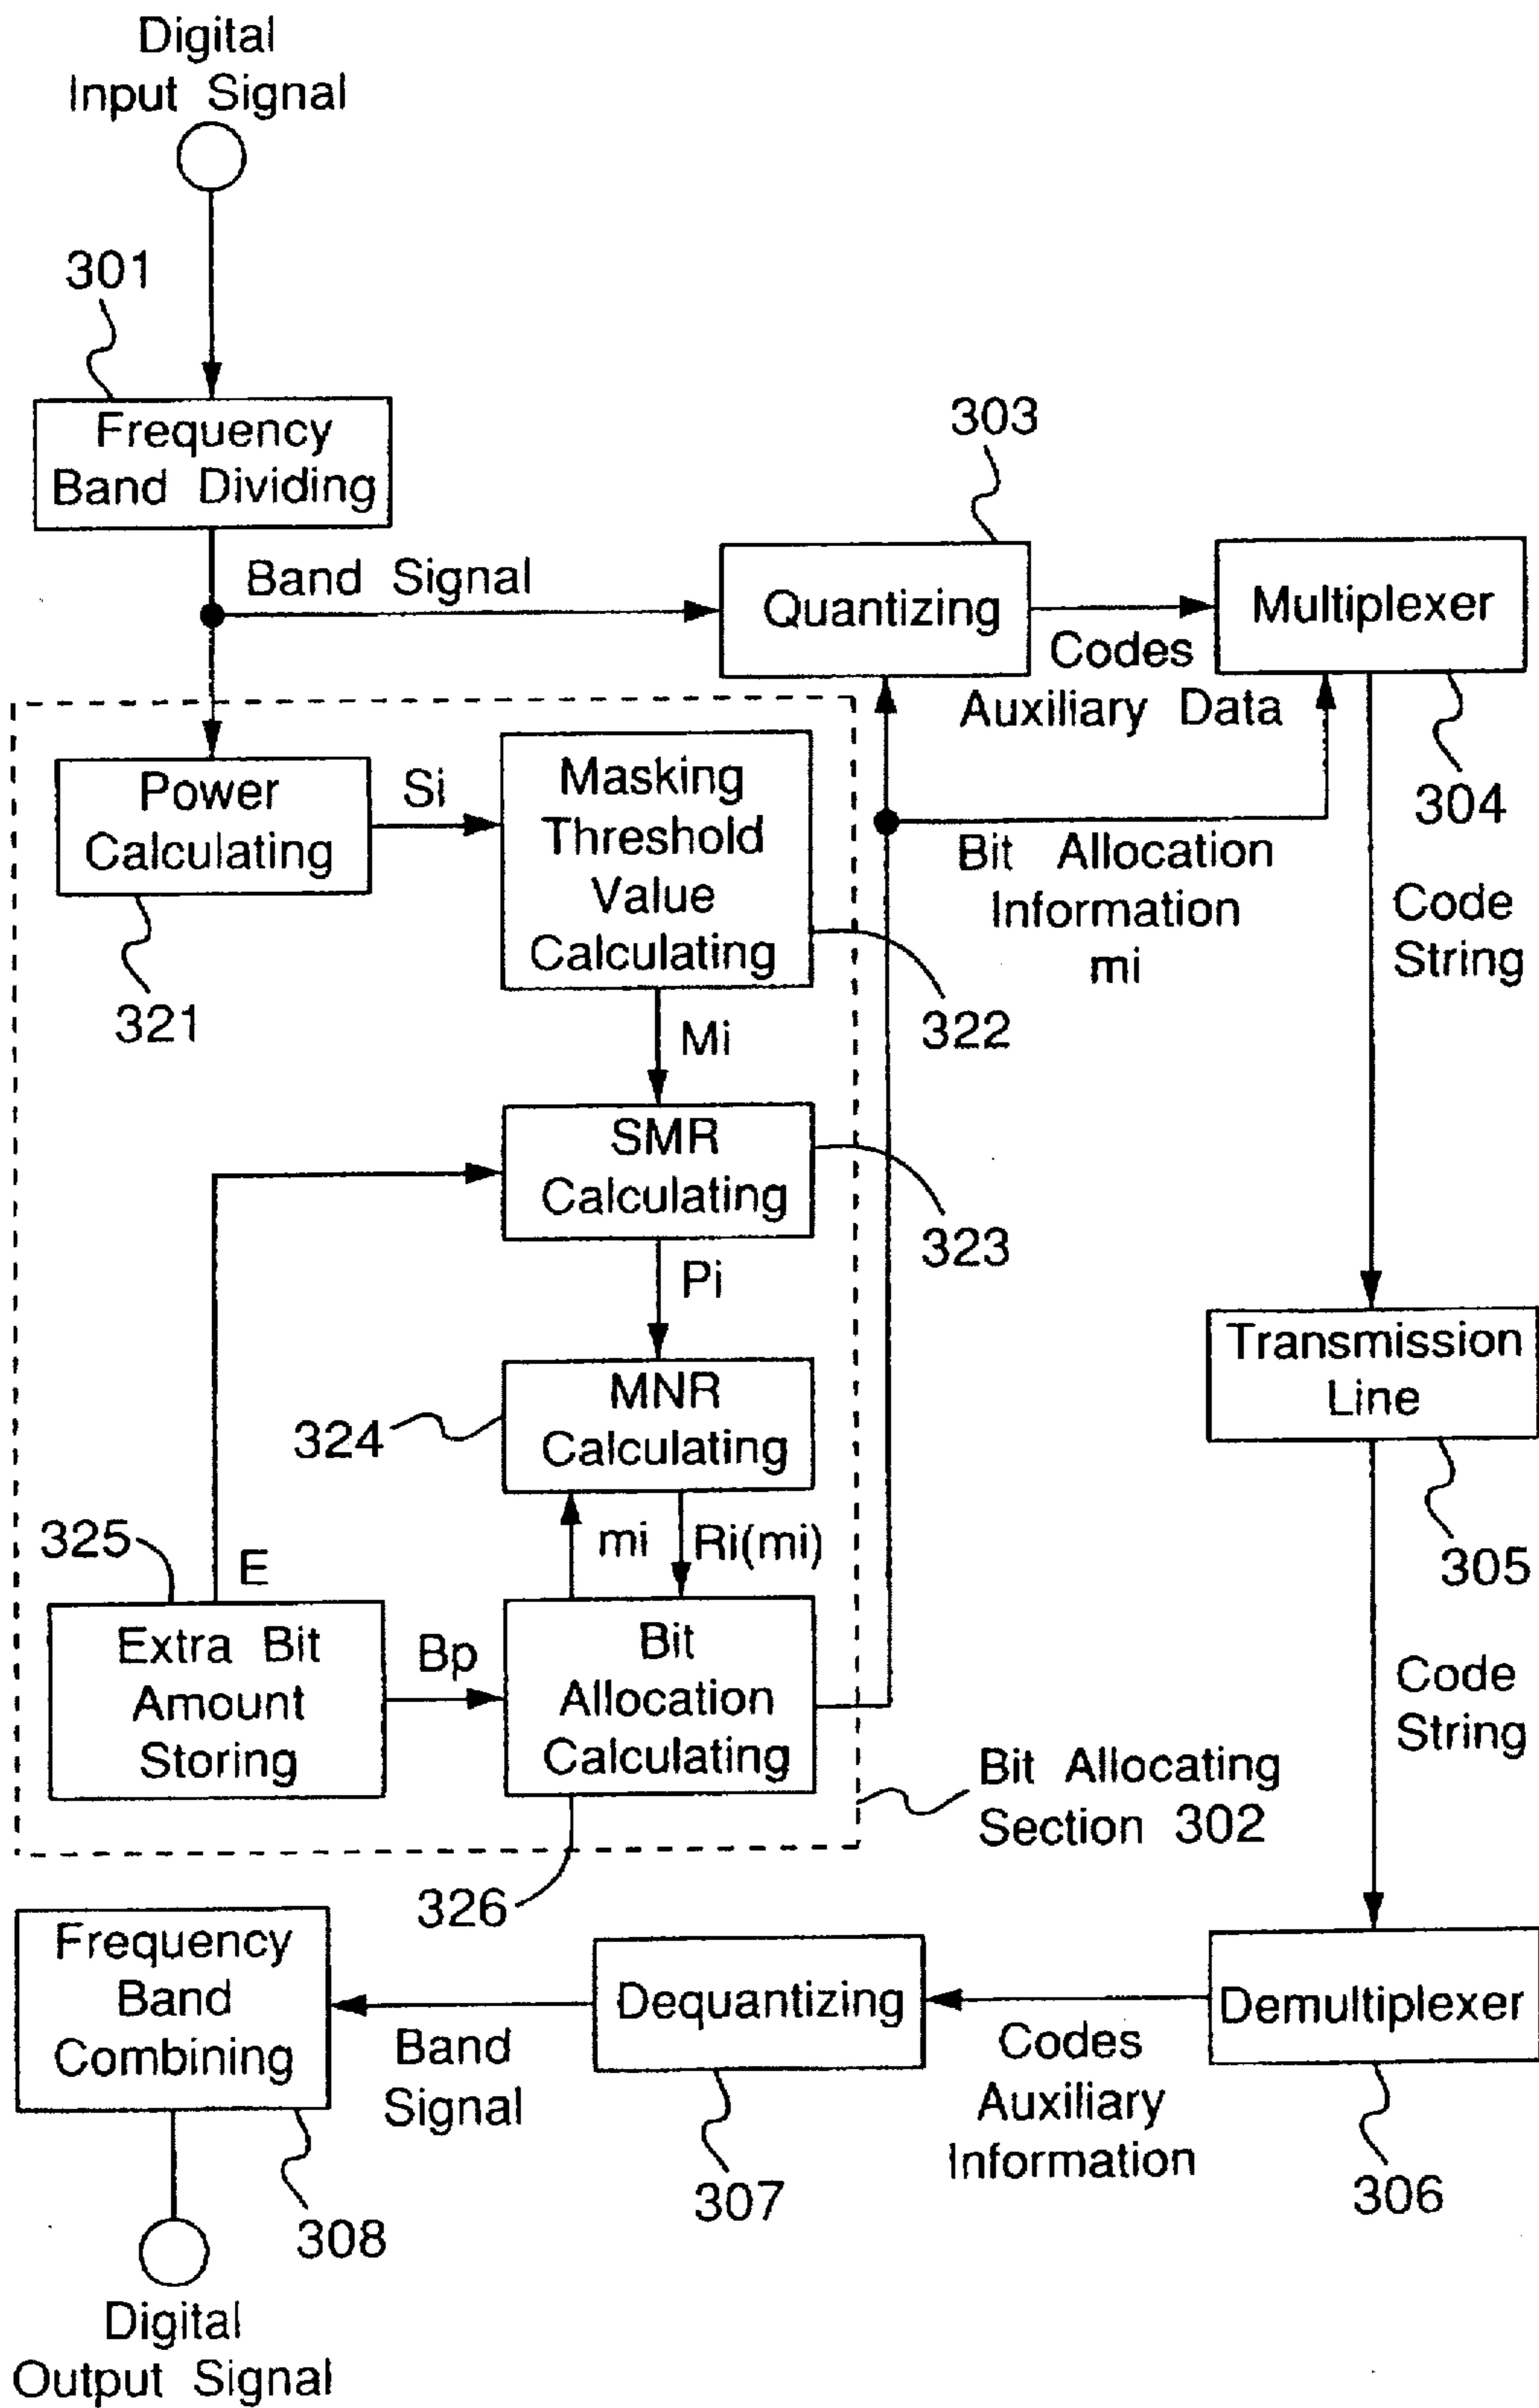 Digital
Input Signal
301
Frequency
Band Dividing
303
Band Signal
Quantizing
Multiplexer
Codes
Auxiliary Data
304
Power
Calculating
Si
Masking
Threshold
Value
Calculating
321
322
Bit Allocation
Information
mi
Code
String
Mi
SMR
Calculating
323
Pi
MNR
Calculating
324
Transmission
Line
305
mi
Ri(mi)
325
E
Extra Bit
Amount
Storing
Bp
Bit
Allocation
Calculating
326
Code
String
Bit Allocating
Section 302
Frequency
Band
Combining
Dequantizing
Demultiplexer
Band
Signal
Codes
Auxiliary
Information
308
307
306
Digital
Output Signal